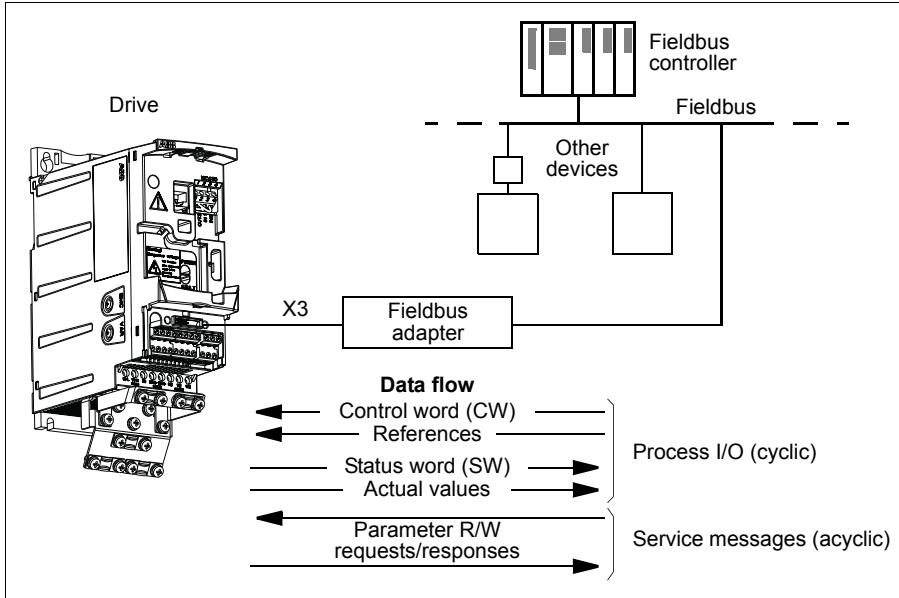 Fieldbus
controller
Drive
Fieldbus
Other
devices
ABB
X3
Fieldbus
adapter
Data flow
Control word (CW)
References
Process I/O (cyclic)
Status word (SW)
Actual values
Parameter R/W
requests/responses
Service messages (acyclic)